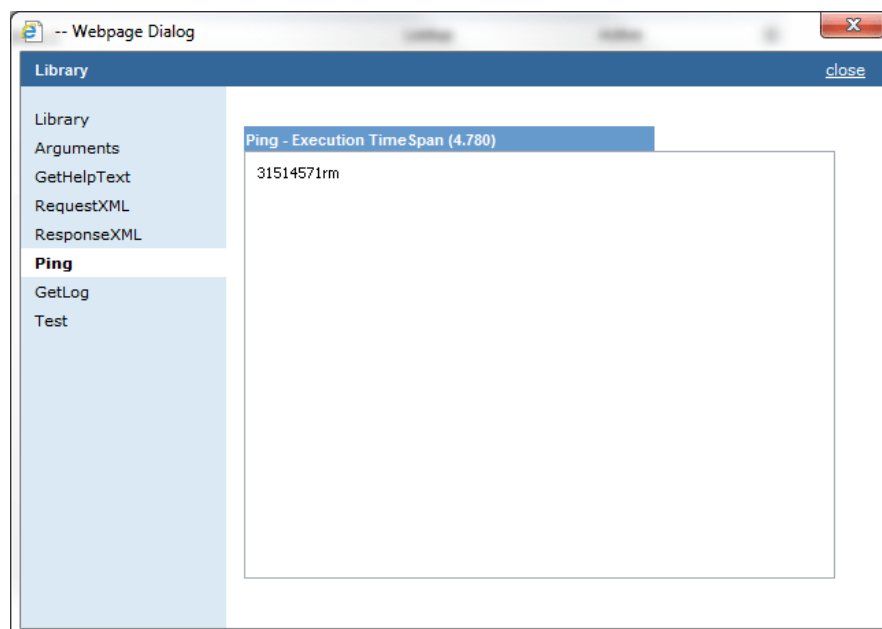 -- Webpage Dialog
Library
close
Library
Arguments
GetHelpText
RequestXML
ResponseXML
Ping
GetLog
Test
Ping - Execution TimeSpan (4.780)
31514571rm